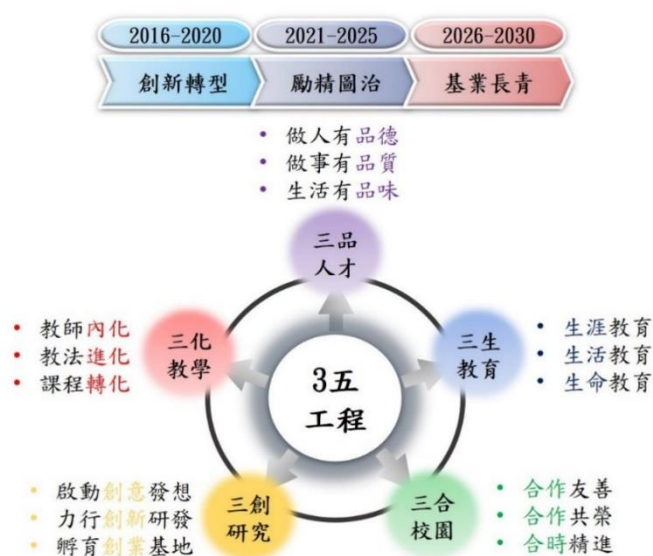 2016-2020 2021-2025 2026-2030
創新轉型 勵精圖治 基業長青
• 做人有品德
• 做事有品質
• 生活有品味
三品
人才
• 教師內化
• 教法進化
• 課程轉化
三化
教學
三生
教育
• 生涯教育
• 生活教育
• 生命教育
3五
工程
• 啟動創意發想
• 力行創新研發
• 孵育創業基地
三創
研究
三合
校園
• 合作友善
• 合作共榮
• 合時精進